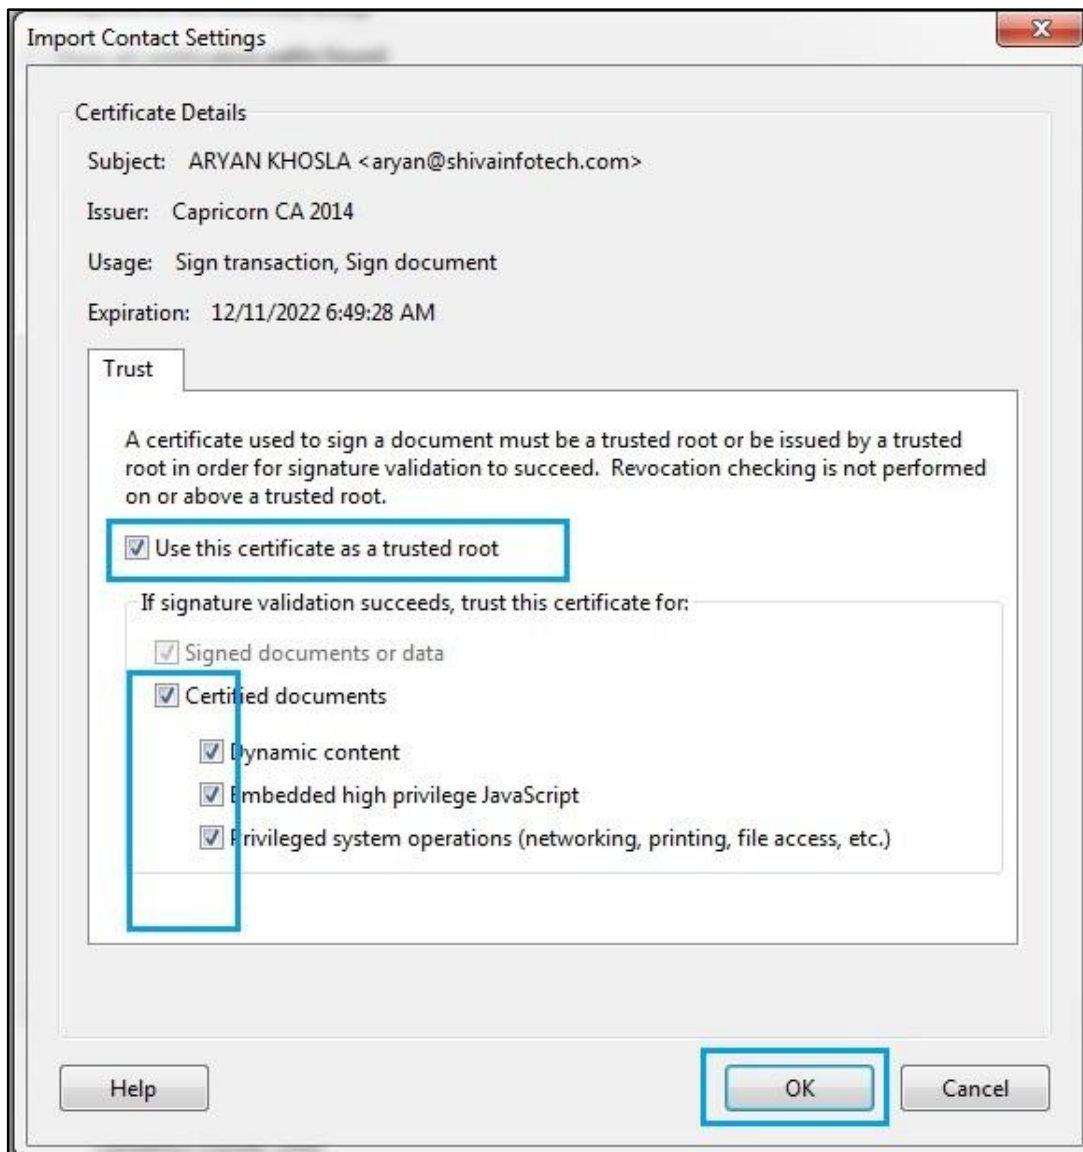 Import Contact Settings
Certificate Details
Subject: ARYAN KHOSLA <aryan@shivainfotech.com>
Issuer: Capricorn CA 2014
Usage: Sign transaction, Sign document
Expiration: 12/11/2022 6:49:28 AM
Trust
A certificate used to sign a document must be a trusted root or be issued by a trusted
root in order for signature validation to succeed. Revocation checking is not performed
on or above a trusted root.
Use this certificate as a trusted root
If signature validation succeeds, trust this certificate for:
Signed documents or data
Certified documents
Dynamic content
Embedded high privilege JavaScript
Privileged system operations (networking, printing, file access, etc.)
Help
OK
Cancel